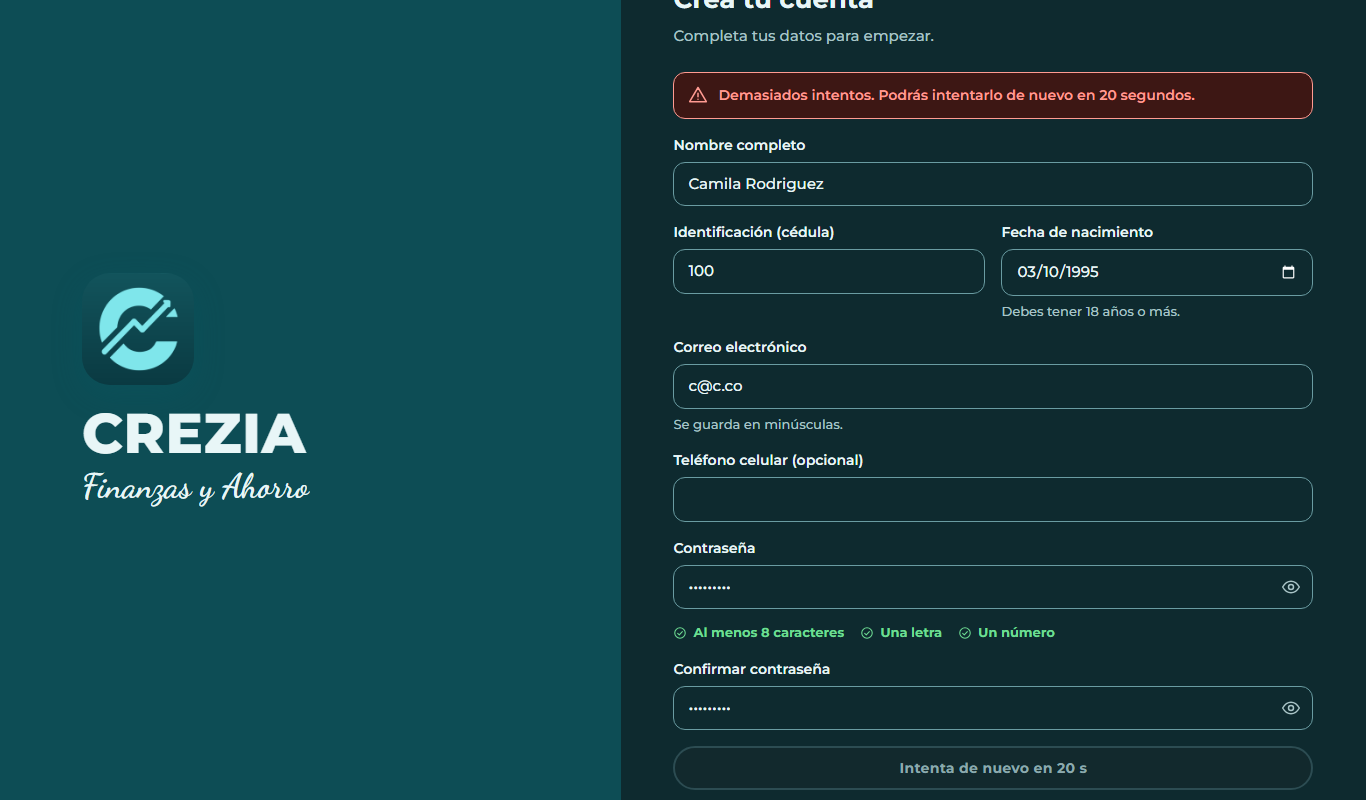 Crea tu cuenta
Completa tus datos para empezar.
Demasiados intentos. Podrás intentarlo de nuevo en 20 segundos.
Nombre completo
Camila Rodriguez
Identificación (cédula)
Fecha de nacimiento
100
03/10/1995
Debes tener 18 años o más.
Correo electrónico
c@c.co
Se guarda en minúsculas.
Teléfono celular (opcional)
Contraseña
•••••••••
Al menos 8 caracteres Una letra Un número
Confirmar contraseña
•••••••••
Intenta de nuevo en 20 s
CREZIA
Finanzas y Ahorro